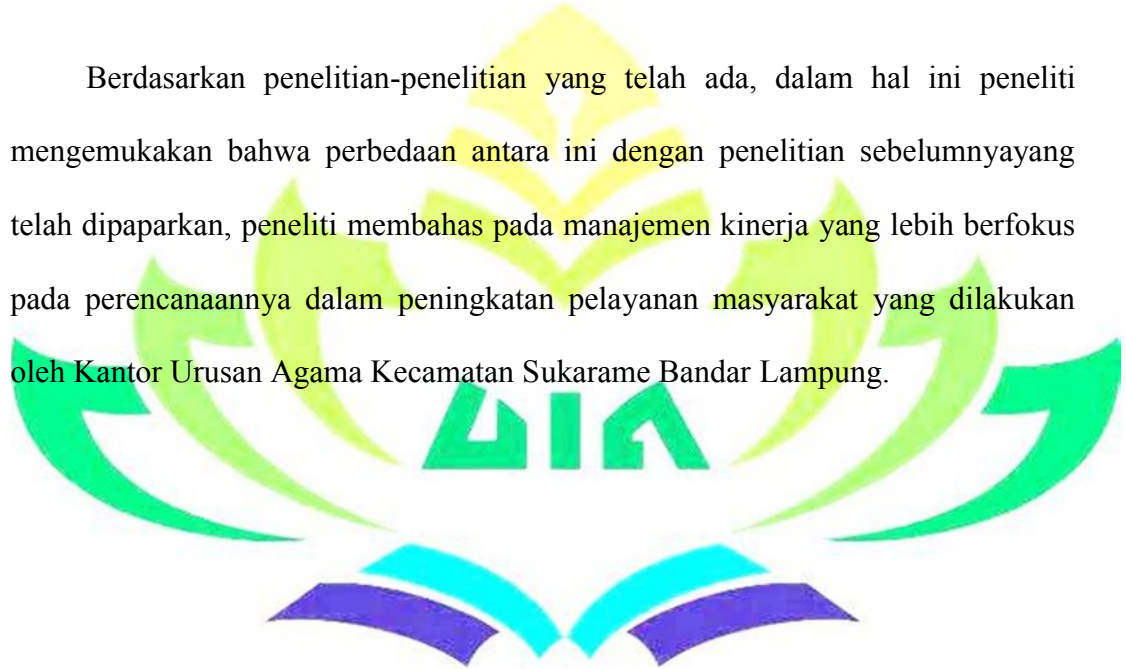 Berdasarkan penelitian-penelitian yang telah ada, dalam hal ini peneliti
mengemukakan bahwa perbedaan antara ini dengan penelitian sebelumnyayang
telah dipaparkan, peneliti membahas pada manajemen kinerja yang lebih berfokus
pada perencanaannya dalam peningkatan pelayanan masyarakat yang dilakukan
oleh Kantor Urusan Agama Kecamatan Sukarame Bandar Lampung.
UIN